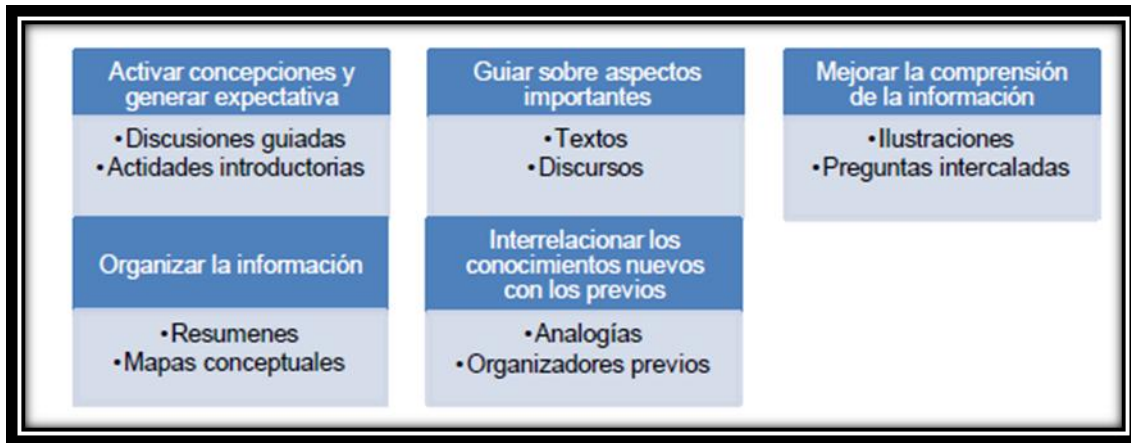 Activar concepciones y
generar expectativa
•Discusiones guiadas
•Actidades introductorias
Guiar sobre aspectos
importantes
•Textos
•Discursos
Mejorar la comprensión
de la información
•Ilustraciones
•Preguntas intercaladas
Organizar la información
•Resumenes
•Mapas conceptuales
Interrelacionar los
conocimientos nuevos
con los previos
•Analogías
•Organizadores previos